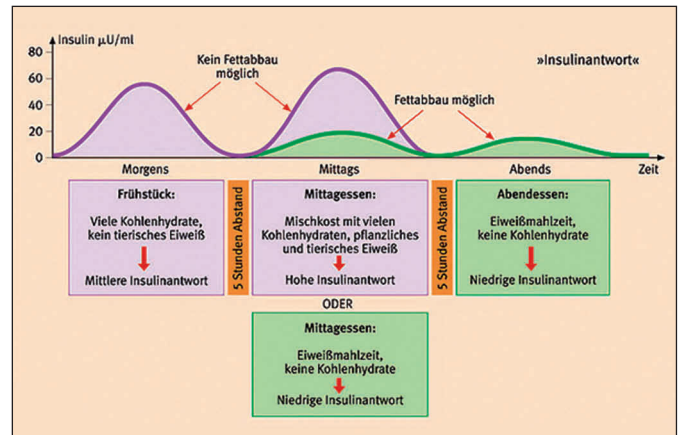 Insulin µU/ml
80
60
40
20
0
Kein Fettabbau
möglich
»Insulinantwort«
Fettabbau möglich
Morgens
Mittags
Abends
Zeit
Frühstück:
Viele Kohlenhydrate,
kein tierisches Eiweiß
Mittlere Insulinantwort
5 Stunden Abstand
Mittagessen:
Mischkost mit vielen
Kohlenhydraten, pflanzliches
und tierisches Eiweiß
Hohe Insulinantwort
5 Stunden Abstand
Abendessen:
Eiweißmahlzeit,
keine Kohlenhydrate
Niedrige Insulinantwort
ODER
Mittagessen:
Eiweißmahlzeit,
keine Kohlenhydrate
Niedrige Insulinantwort